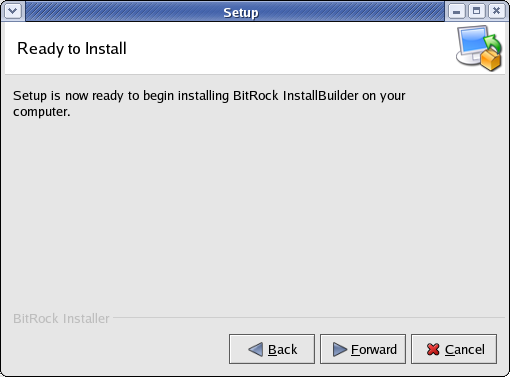 Setup
Ready to Install
Setup is now ready to begin installing BitRock InstallBuilder on your
computer.
BitRock Installer
Back
Forward
Cancel